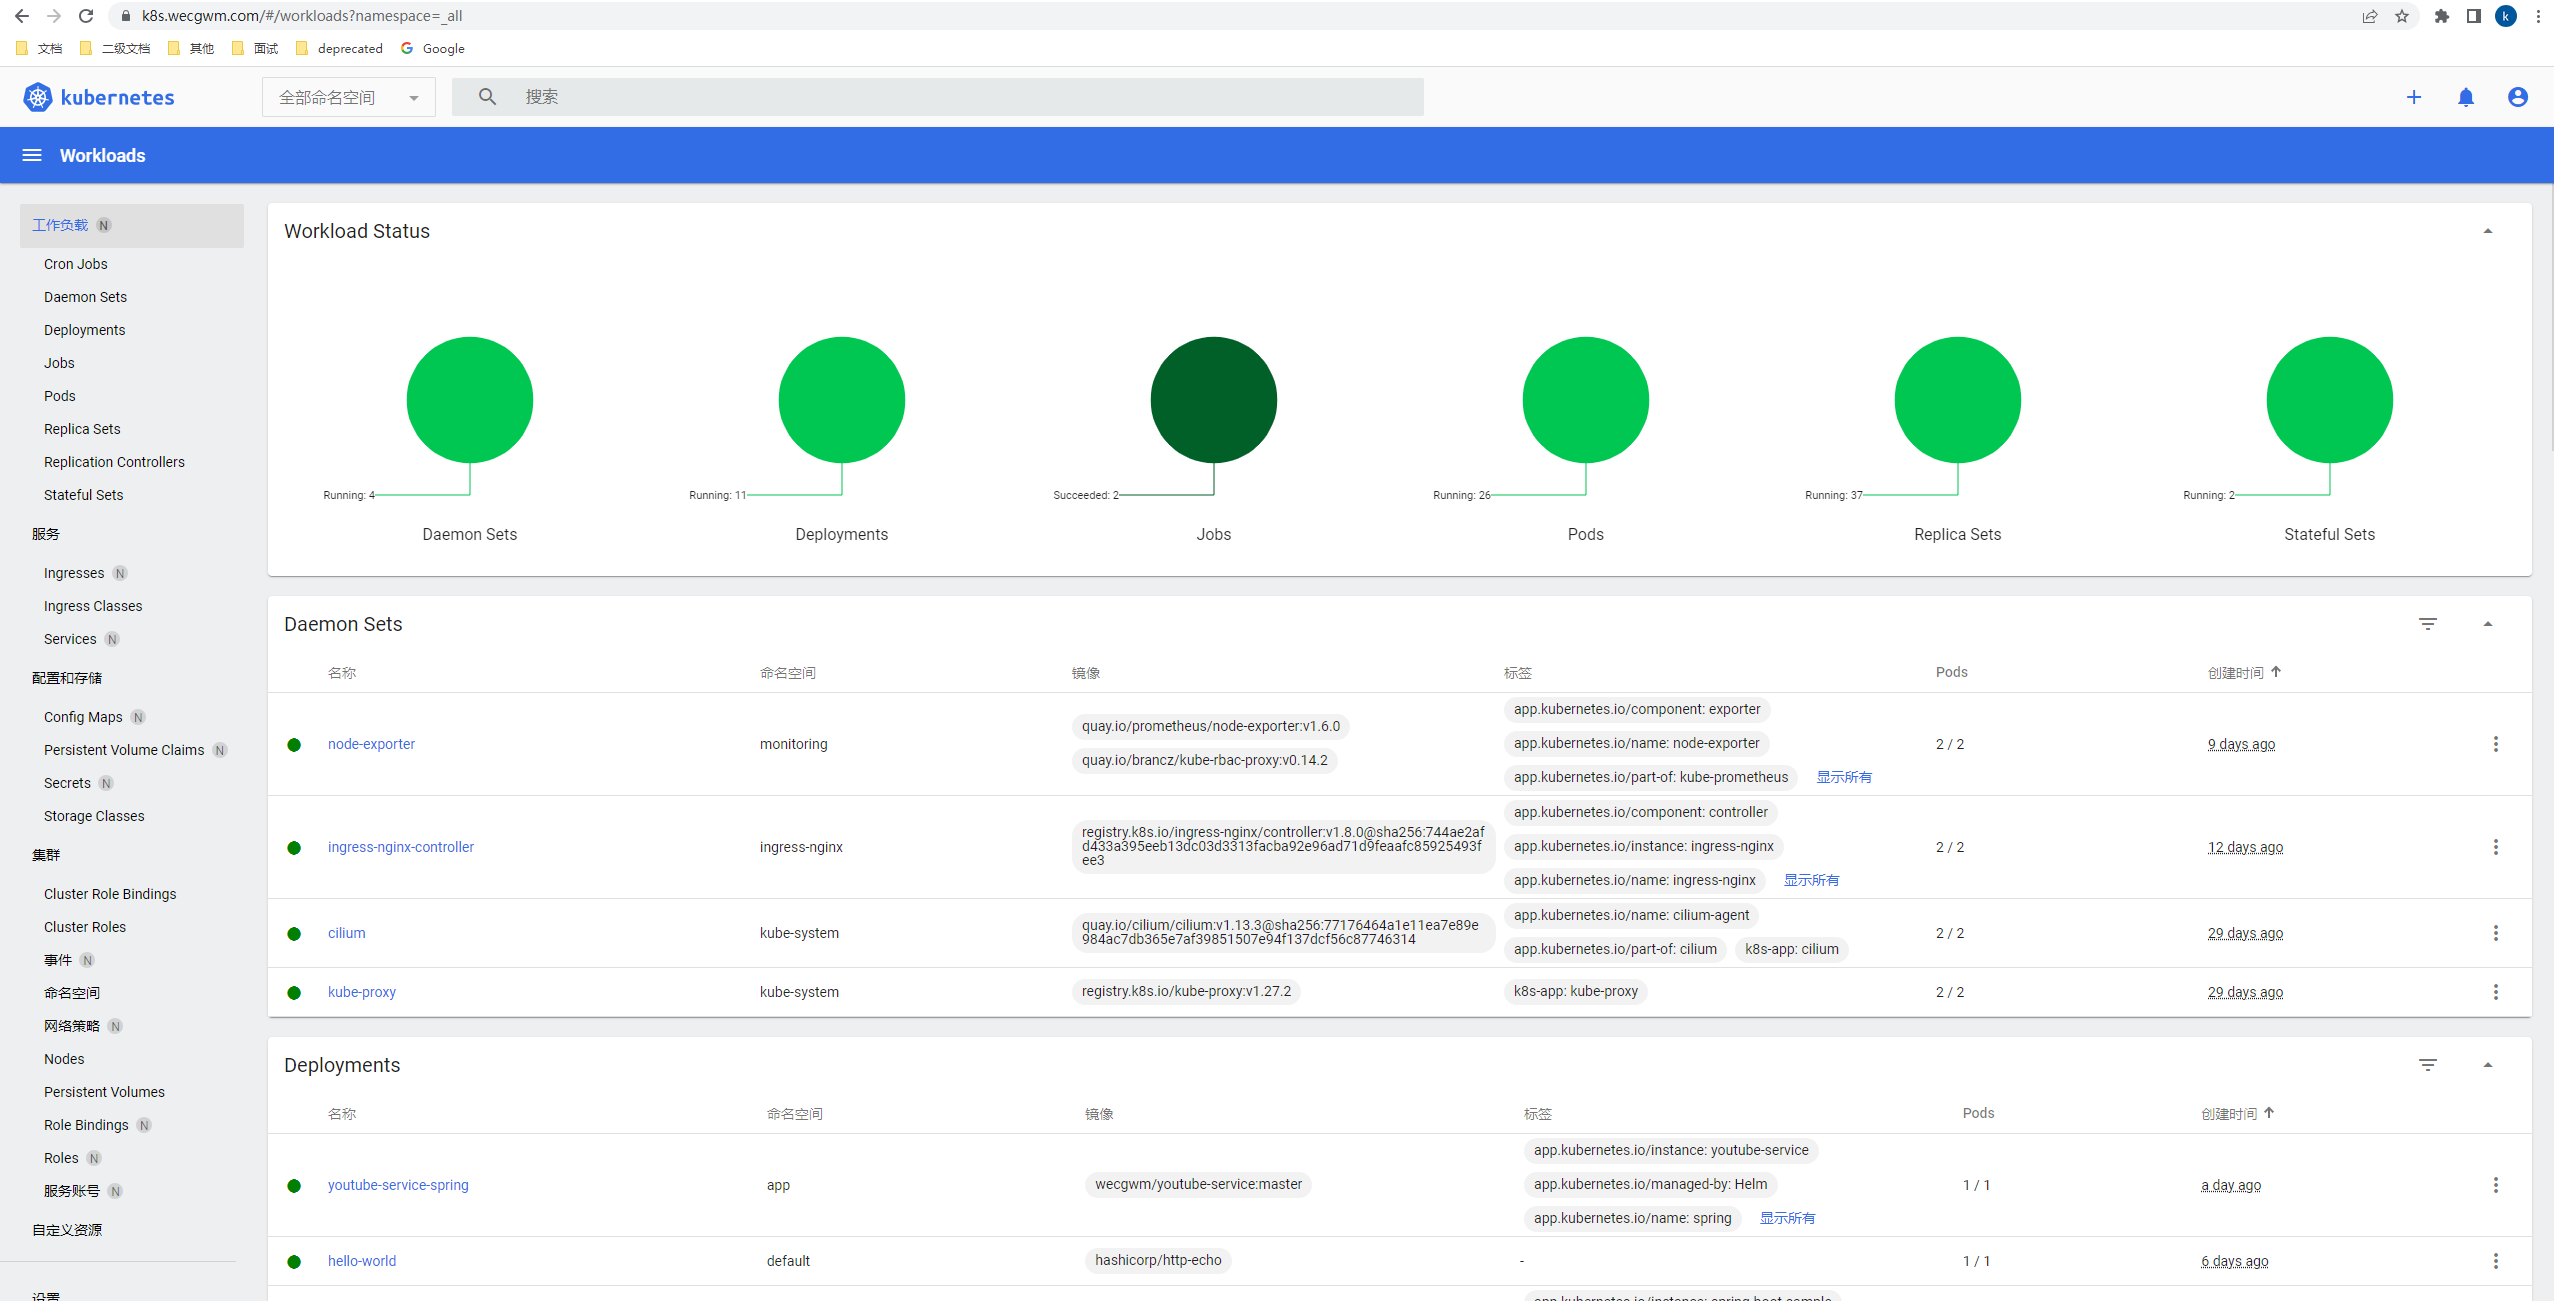 k8s.wecgwm.com/#/workloads?namespace=_all
k
文档 二级文档 其他 面试 deprecated Google
kubernetes
全部命名空间
搜索
Workloads
工作负载 N
Cron Jobs
Daemon Sets
Deployments
Jobs
Pods
Replica Sets
Replication Controllers
Stateful Sets
服务
Ingresses N
Ingress Classes
Services N
配置和存储
Config Maps N
Persistent Volume Claims N
Secrets N
Storage Classes
集群
Cluster Role Bindings
Cluster Roles
事件 N
命名空间
网络策略 N
Nodes
Persistent Volumes
Role Bindings N
Roles N
服务账号 N
自定义资源
设置
Workload Status
Running: 4
Running: 11
Succeeded: 2
Running: 26
Running: 37
Running: 2
Daemon Sets
Deployments
Jobs
Pods
Replica Sets
Stateful Sets
Daemon Sets
名称 命名空间 镜像 标签 Pods 创建时间
node-exporter
monitoring
quay.io/prometheus/node-exporter:v1.6.0
quay.io/brancz/kube-rbac-proxy:v0.14.2
app.kubernetes.io/component: exporter
app.kubernetes.io/name: node-exporter
app.kubernetes.io/part-of: kube-prometheus 显示所有
2 / 2
9 days ago
ingress-nginx-controller
ingress-nginx
registry.k8s.io/ingress-nginx/controller:v1.8.0@sha256:744ae2af
d433a395eeb13dc03d3313facba92e96ad71d9feaafc85925493f
ee3
app.kubernetes.io/component: controller
app.kubernetes.io/instance: ingress-nginx
app.kubernetes.io/name: ingress-nginx 显示所有
2 / 2
12 days ago
cilium
kube-system
quay.io/cilium/cilium:v1.13.3@sha256:77176464a1e11ea7e89e
984ac7db365e7af39851507e94f137dcf56c87746314
app.kubernetes.io/name: cilium-agent
app.kubernetes.io/part-of: cilium k8s-app: cilium
2 / 2
29 days ago
kube-proxy
kube-system
registry.k8s.io/kube-proxy:v1.27.2
k8s-app: kube-proxy
2 / 2
29 days ago
Deployments
名称 命名空间 镜像 标签 Pods 创建时间
youtube-service-spring
app
wecgwm/youtube-service:master
app.kubernetes.io/instance: youtube-service
app.kubernetes.io/managed-by: Helm
app.kubernetes.io/name: spring 显示所有
1 / 1
a day ago
hello-world
default
hashicorp/http-echo
-
1 / 1
6 days ago
app.kubernetes.io/instance: spring-boot-sample